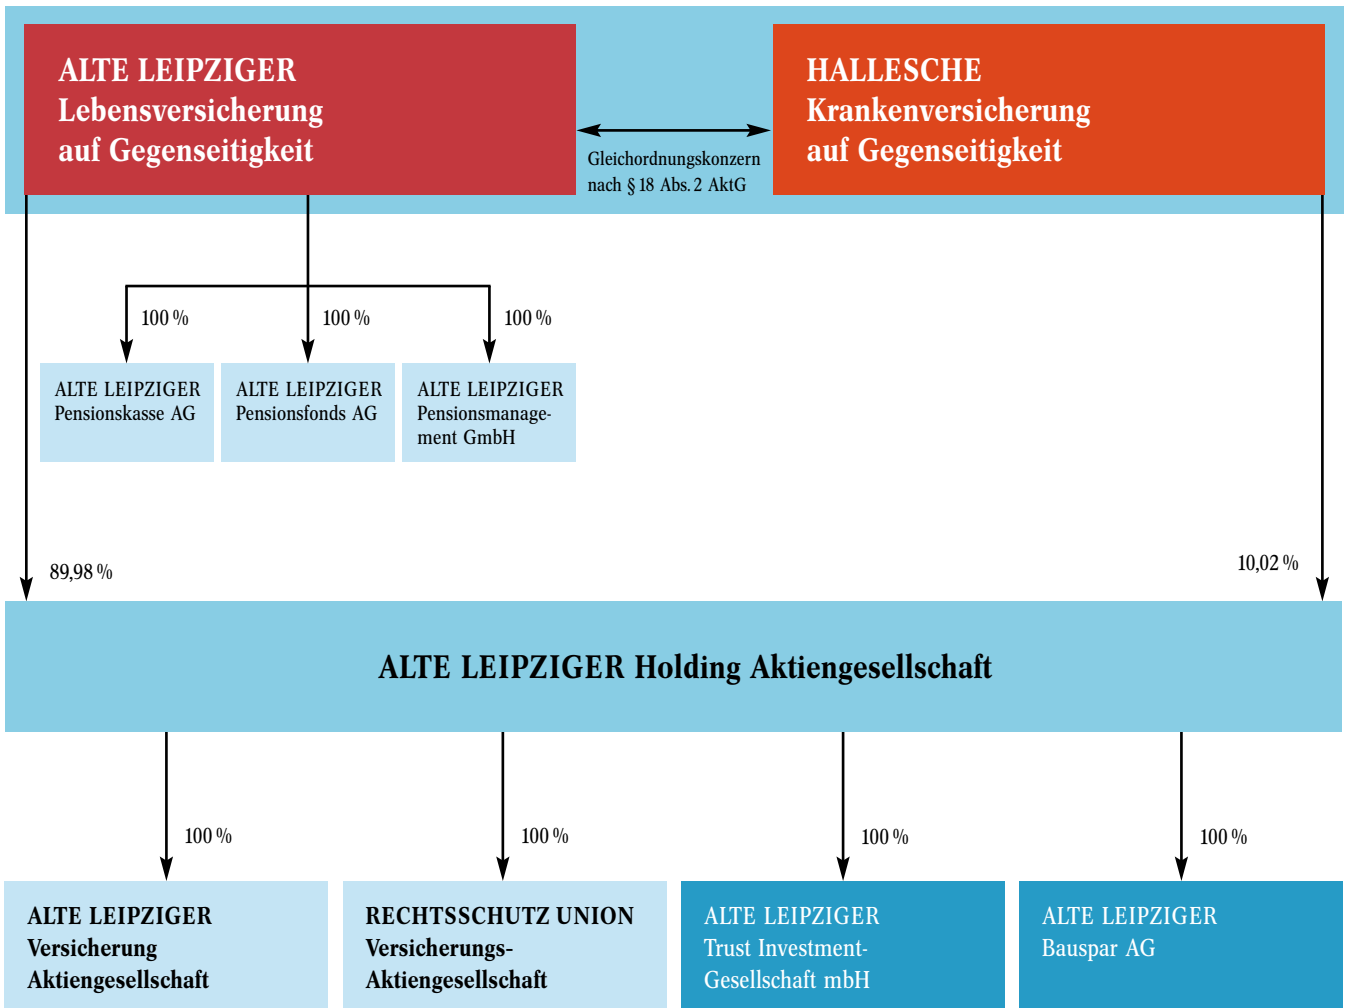 ALTE LEIPZIGER
Lebensversicherung
auf Gegenseitigkeit
Gleichordnungskonzern
nach § 18 Abs. 2 AktG
HALLESCHE
Krankenversicherung
auf Gegenseitigkeit
100 %
100 %
100 %
ALTE LEIPZIGER
Pensionskasse AG
ALTE LEIPZIGER
Pensionsfonds AG
ALTE LEIPZIGER
Pensionsmanage-
ment GmbH
89,98 %
10,02 %
ALTE LEIPZIGER Holding Aktiengesellschaft
100 %
100 %
100 %
100 %
ALTE LEIPZIGER
Versicherung
Aktiengesellschaft
RECHTSSCHUTZ UNION
Versicherungs-
Aktiengesellschaft
ALTE LEIPZIGER
Trust Investment-
Gesellschaft mbH
ALTE LEIPZIGER
Bauspar AG